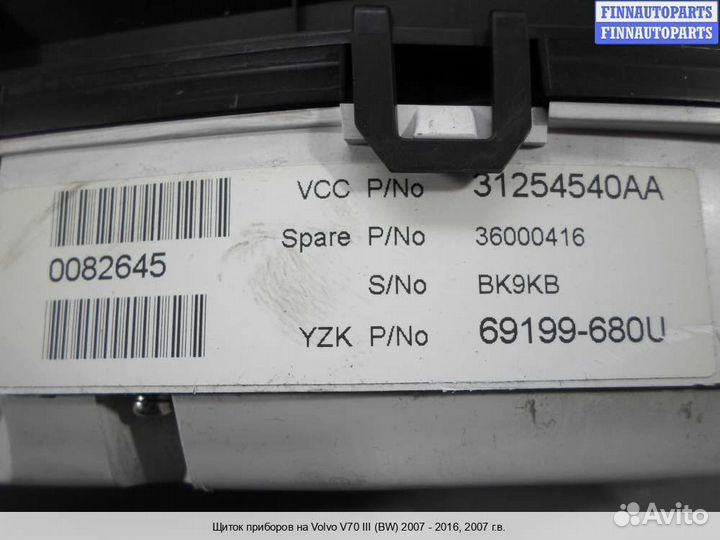 FINNAUTOPARTS
FINNAUTOPARTS
VCC P/No 31254540AA
Spare P/No 36000416
0082645
S/No BK9KB
YZK P/No 69199-680U
Щиток приборов на Volvo V70 III (BW) 2007 - 2016, 2007 г.в.
Avito